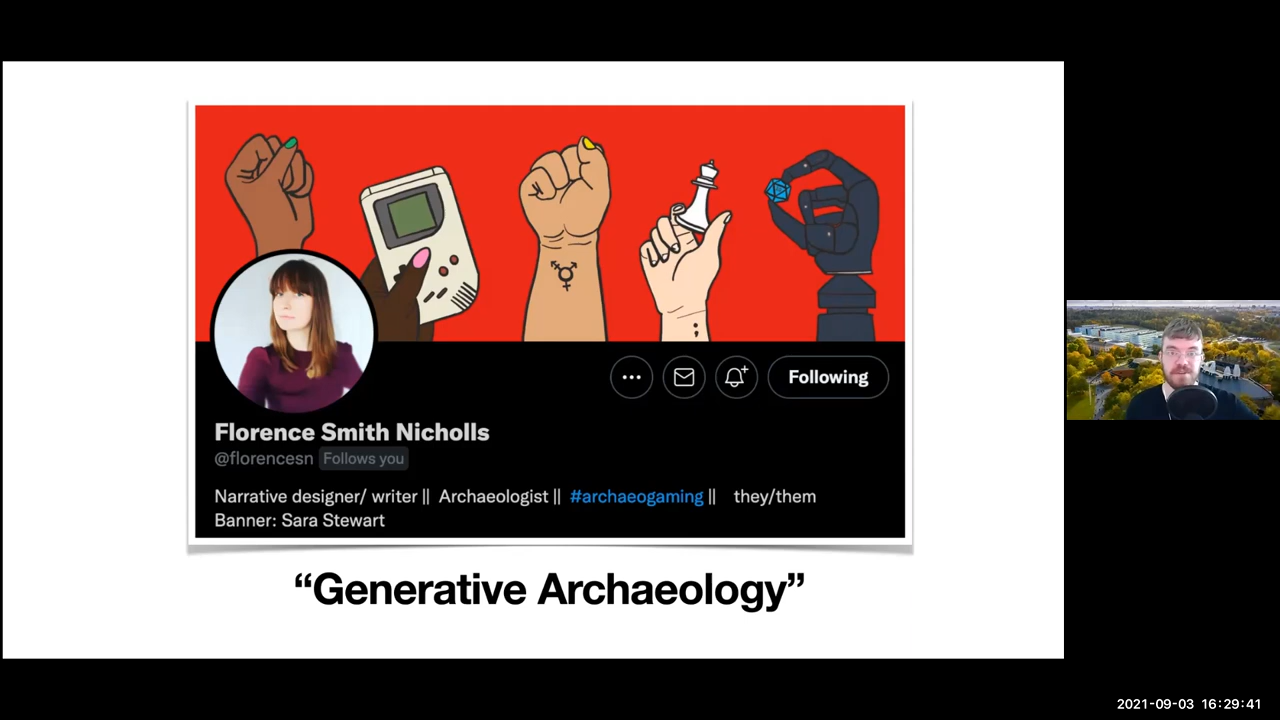 Following
Florence Smith Nicholls
@florencesn Follows you
Narrative designer/ writer || Archaeologist || #archaeogaming || they/them
Banner: Sara Stewart
“Generative Archaeology”
2021-09-03 16:29:41